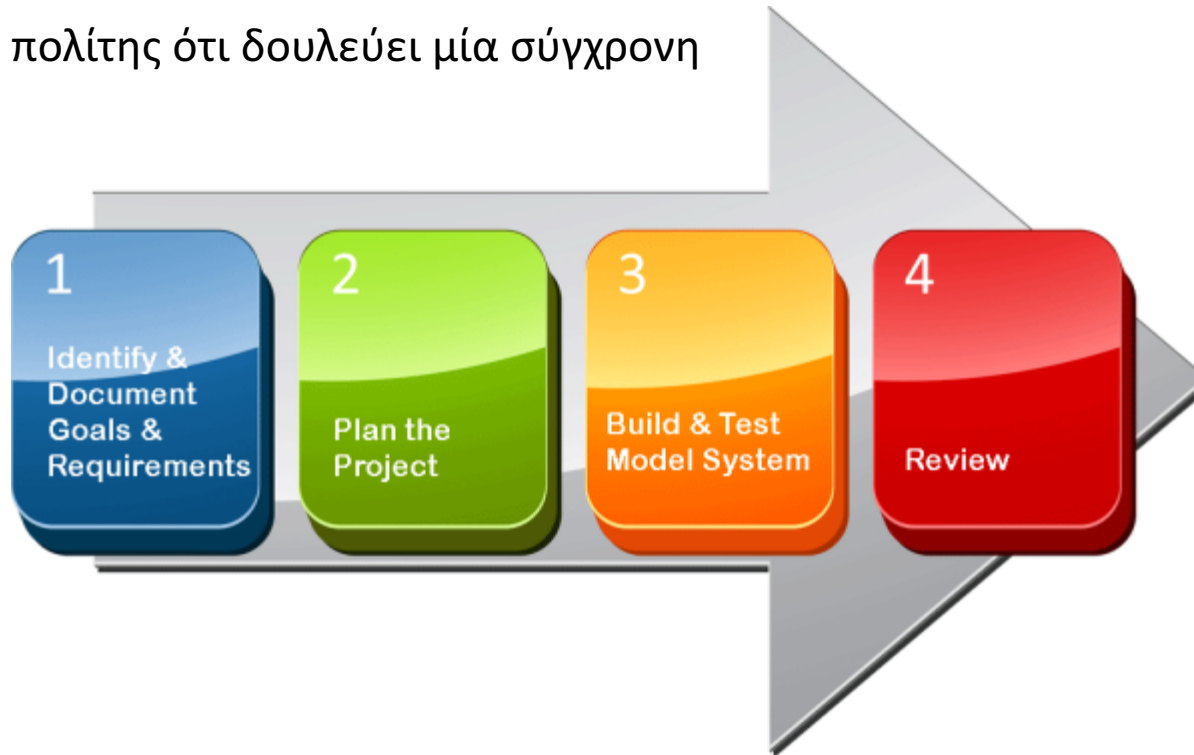 πολίτης ότι δουλεύει μία σύγχρονη
1
Identify &
Document
Goals &
Requirements
2
Plan the
Project
3
Build & Test
Model System
4
Review